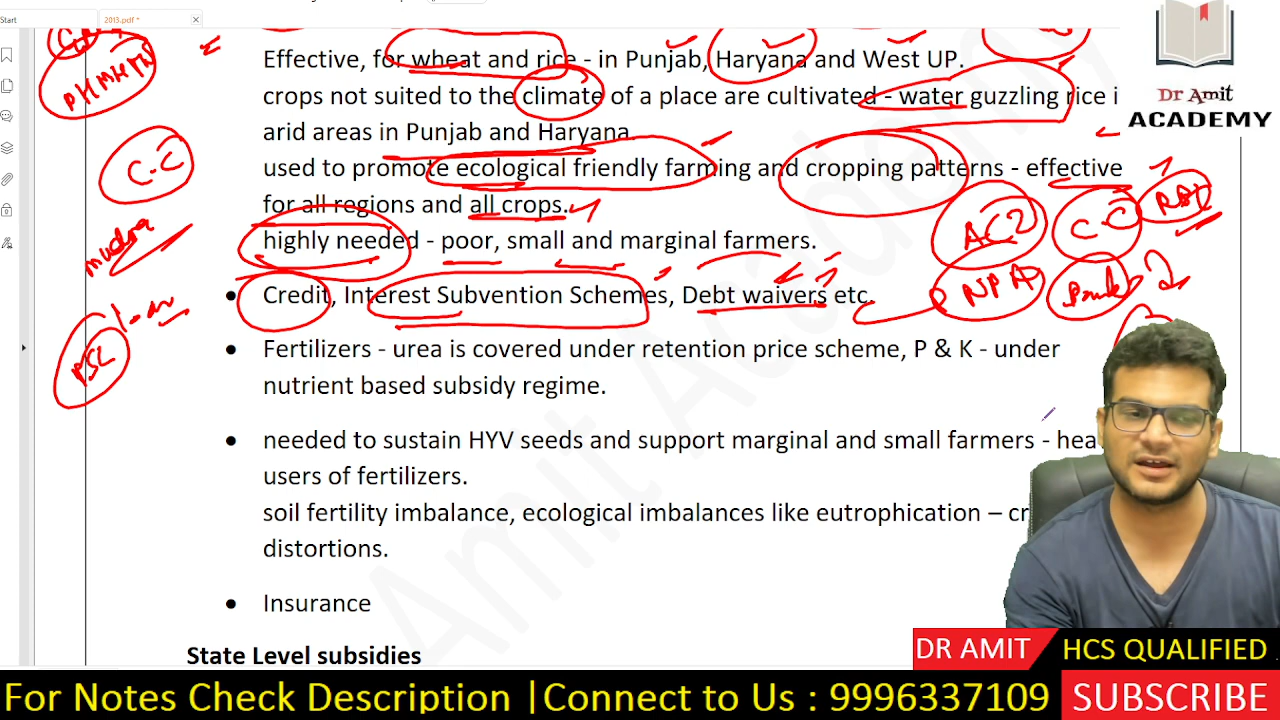 Start
2013.pdf *
Dr Amit
ACADEMY
Effective, for wheat and rice - in Punjab, Haryana and West UP.
crops not suited to the climate of a place are cultivated - water guzzling rice i
arid areas in Punjab and Haryana.
used to promote ecological friendly farming and cropping patterns - effective
for all regions and all crops.
highly needed - poor, small and marginal farmers.
• Credit, Interest Subvention Schemes, Debt waivers etc.
• Fertilizers - urea is covered under retention price scheme, P & K - under
nutrient based subsidy regime.
• needed to sustain HYV seeds and support marginal and small farmers - hea
users of fertilizers.
soil fertility imbalance, ecological imbalances like eutrophication – cr
distortions.
• Insurance
State Level subsidies
PHMHTN
C.C
mudra
loan
PSL
ACZ
C.C
RBI
NPA
Amit Academy
DR AMIT HCS QUALIFIED
For Notes Check Description | Connect to Us : 9996337109 SUBSCRIBE